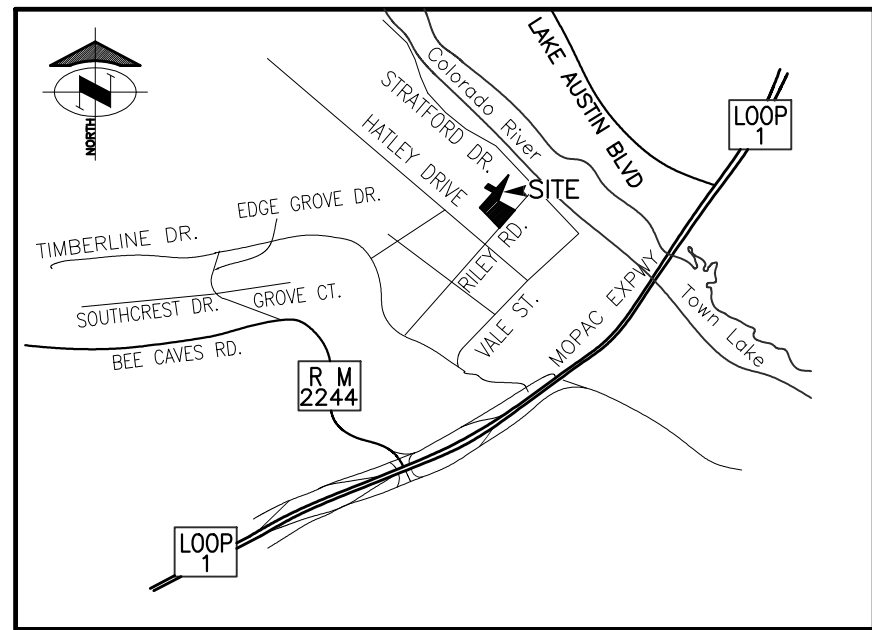 NORTH
Colorado River
LAKE AUSTIN BLVD
LOOP
1
STRATFORD DR.
HATLEY DRIVE
SITE
EDGE GROVE DR.
TIMBERLINE DR.
RILEY RD.
SOUTHCREST DR.
GROVE CT.
VALE ST.
MOPAC EXPWY
Town Lake
BEE CAVES RD.
R M
2244
LOOP
1